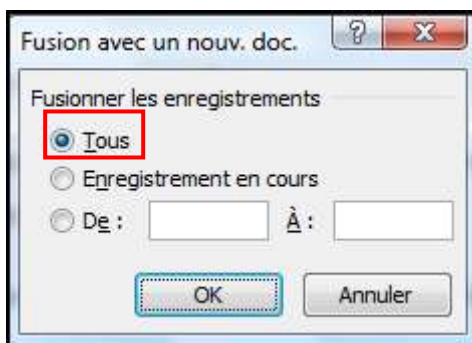 Fusion avec un nouv. doc.
Fusionner les enregistrements
Tous
Enregistrement en cours
De : À :
OK Annuler